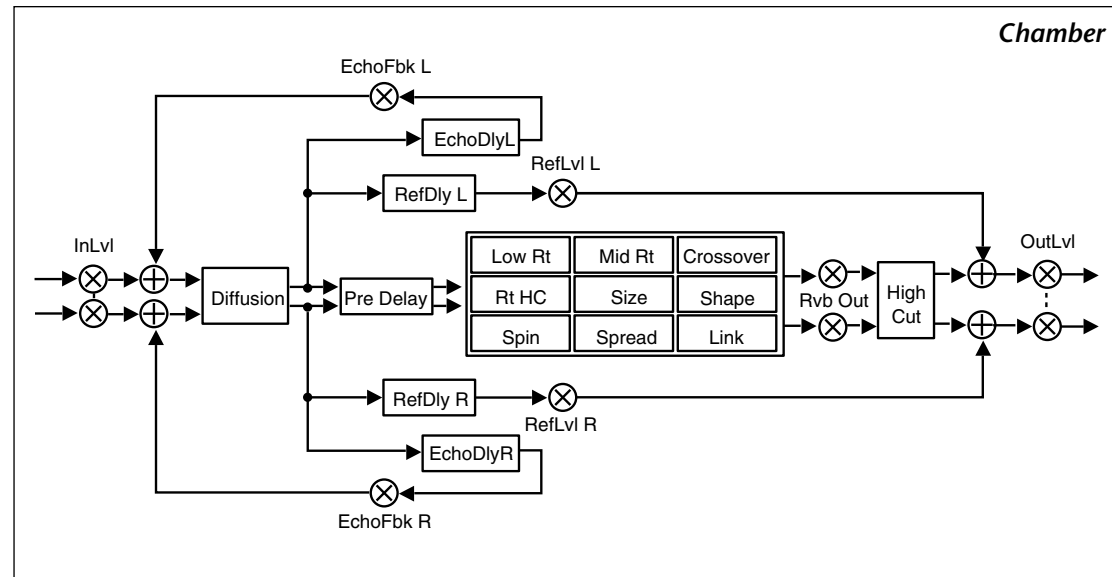 Chamber
EchoFbk L
EchoDlyL
RefLvl L
RefDly L
InLvl
OutLvl
Low Rt
Mid Rt
Crossover
Diffusion
Pre Delay
Rt HC
Size
Shape
Rvb Out
High
Cut
Spin
Spread
Link
RefDly R
RefLvl R
EchoDlyR
EchoFbk R